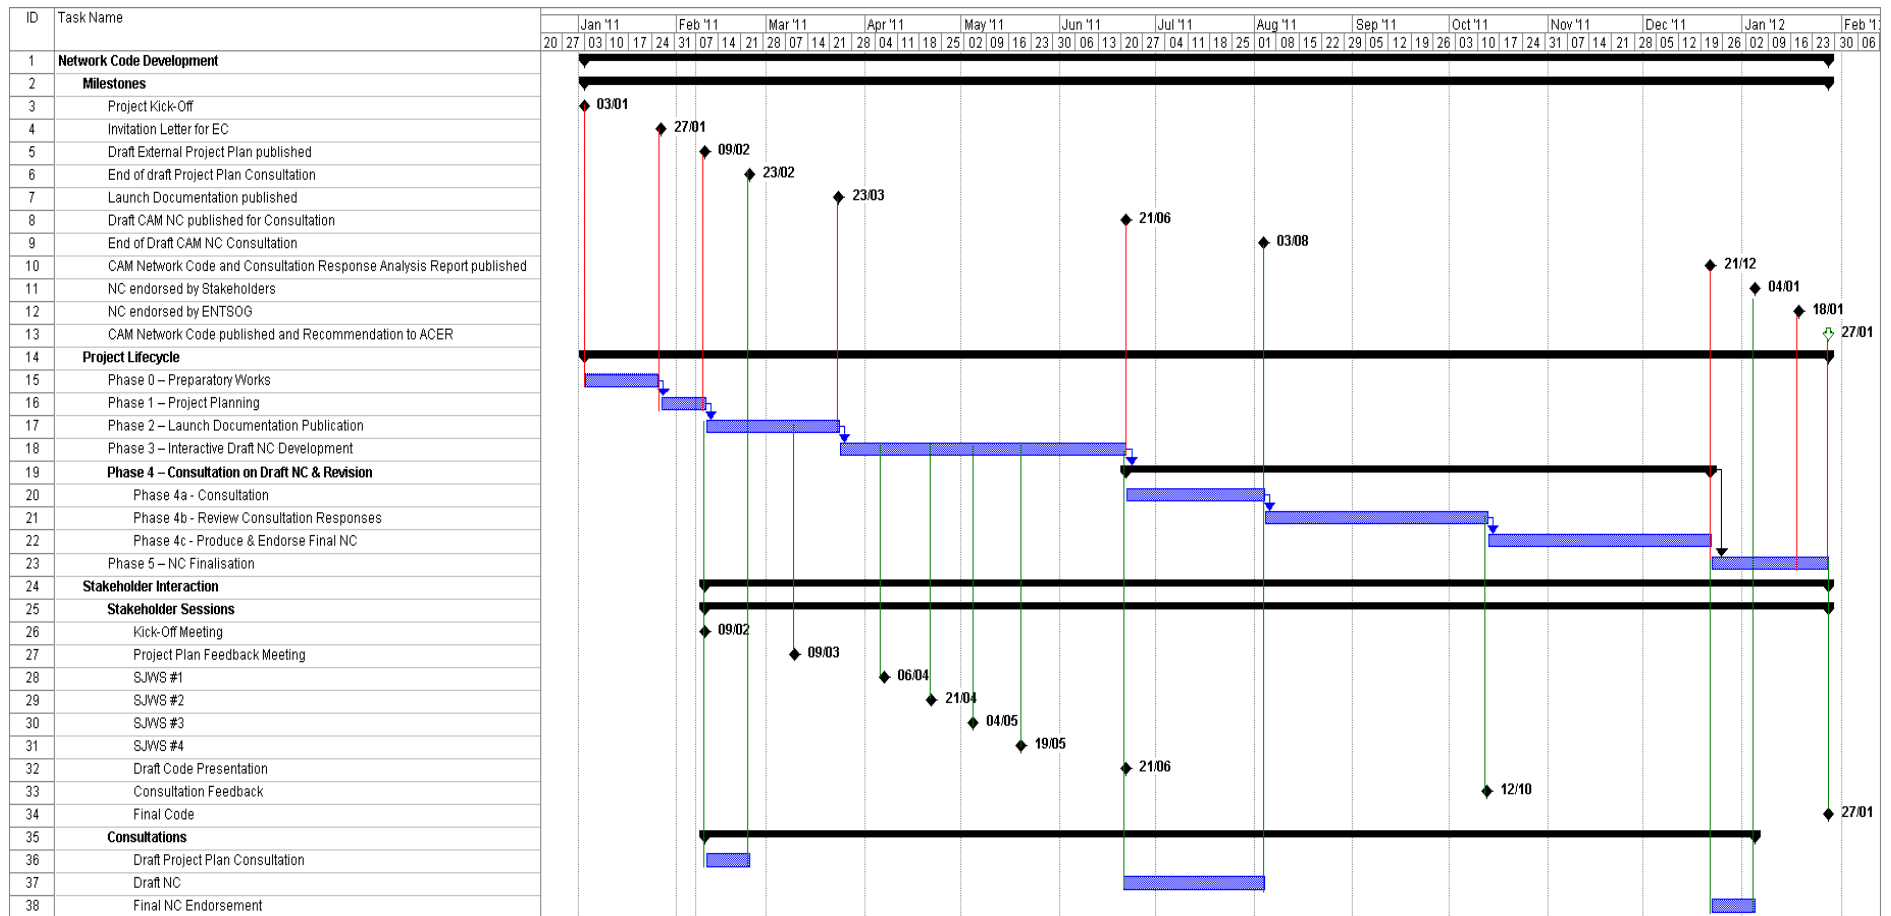 ID Task Name
Jan '11 Feb '11 Mar '11 Apr '11 May '11 Jun '11 Jul '11 Aug '11 Sep '11 Oct '11 Nov '11 Dec '11 Jan '12 Feb '1
20 27 03 10 17 24 31 07 14 21 28 07 14 21 28 04 11 18 25 02 09 16 23 30 06 13 20 27 04 11 18 25 01 08 15 22 29 05 12 19 26 03 10 17 24 31 07 14 21 28 05 12 19 26 02 09 16 23 30 06
1 Network Code Development
2 Milestones
3 Project Kick-Off 03/01
4 Invitation Letter for EC 27/01
5 Draft External Project Plan published 09/02
6 End of draft Project Plan Consultation 23/02
7 Launch Documentation published 23/03
8 Draft CAM NC published for Consultation 21/06
9 End of Draft CAM NC Consultation 03/08
10 CAM Network Code and Consultation Response Analysis Report published 21/12
11 NC endorsed by Stakeholders 04/01
12 NC endorsed by ENTSOG 18/01
13 CAM Network Code published and Recommendation to ACER 27/01
14 Project Lifecycle
15 Phase 0 – Preparatory Works
16 Phase 1 – Project Planning
17 Phase 2 – Launch Documentation Publication
18 Phase 3 – Interactive Draft NC Development
19 Phase 4 – Consultation on Draft NC & Revision
20 Phase 4a - Consultation
21 Phase 4b - Review Consultation Responses
22 Phase 4c - Produce & Endorse Final NC
23 Phase 5 – NC Finalisation
24 Stakeholder Interaction
25 Stakeholder Sessions
26 Kick-Off Meeting 09/02
27 Project Plan Feedback Meeting 09/03
28 SJWS #1 06/04
29 SJWS #2 21/04
30 SJWS #3 04/05
31 SJWS #4 19/05
32 Draft Code Presentation 21/06
33 Consultation Feedback 12/10
34 Final Code 27/01
35 Consultations
36 Draft Project Plan Consultation
37 Draft NC
38 Final NC Endorsement